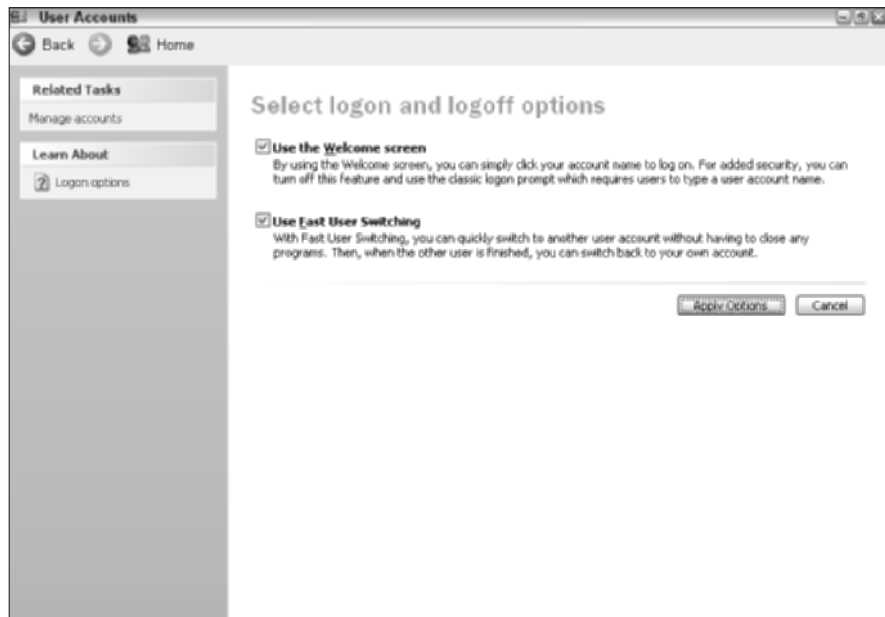 User Accounts
Back Home
Related Tasks
Manage accounts
Learn About
Logon options
Select logon and logoff options
Use the Welcome screen
By using the Welcome screen, you can simply click your account name to log on. For added security, you can
turn off this feature and use the classic logon prompt which requires users to type a user account name.
Use Fast User Switching
With Fast User Switching, you can quickly switch to another user account without having to close any
programs. Then, when the other user is finished, you can switch back to your own account.
Apply Options Cancel